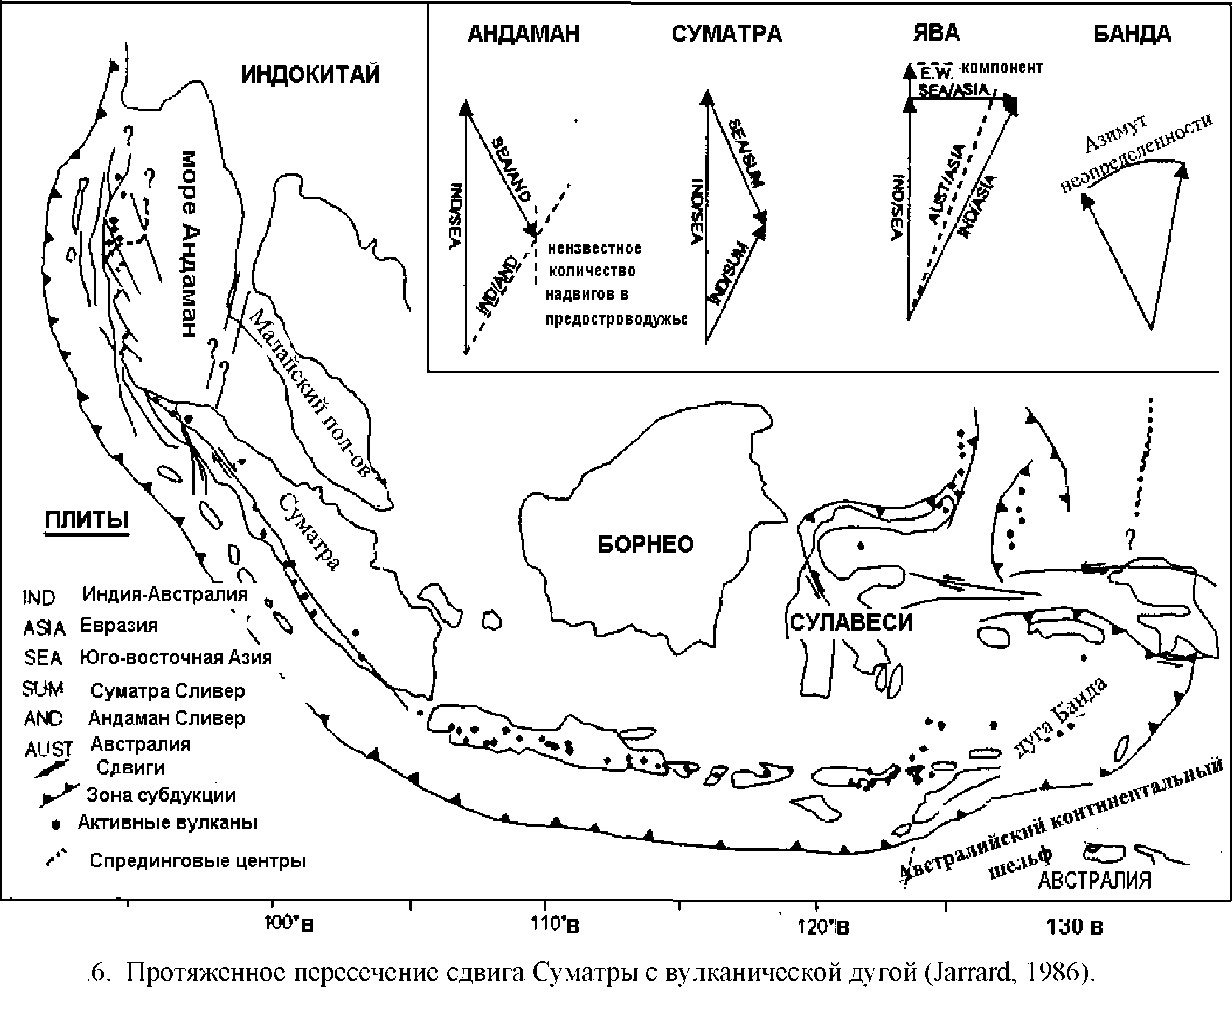 АНДАМАН
СУМАТРА
ЯВА
БАНДА
IND/SEA
SEA/AND
IND/AND
неизвестное
количество
надвигов в
предостроводужье
IND/SEA
SEA/SUM
IND/SUM
E.W. компонент
SEA/ASIA
IND/SEA
AUST/ASIA
IND/ASIA
Азимут
неопределенности
ИНДОКИТАЙ
море Андаман
?
?
?
?
Малайский пол-ов
Суматра
БОРНЕО
СУЛАВЕСИ
?
дуга Банда
Австралийский континентальный
шельф
АВСТРАЛИЯ
ПЛИТЫ
IND Индия-Австралия
ASIA Евразия
SEA Юго-восточная Азия
SUM Суматра Сливер
AND Андаман Сливер
AUST Австралия
Сдвиги
Зона субдукции
Активные вулканы
Спрединговые центры
100°в
110°в
120°в
130 в
.6. Протяженное пересечение сдвига Суматры с вулканической дугой (Jarrard, 1986).